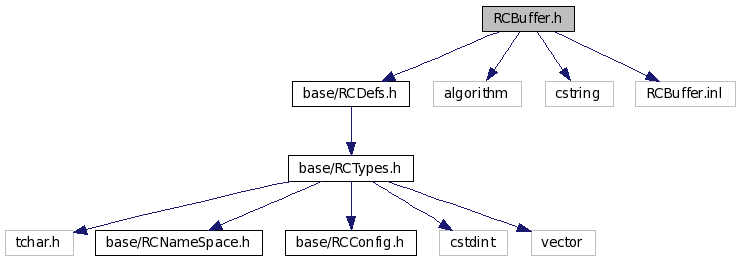 RCBuffer.h
base/RCDefs.h
algorithm
cstring
RCBuffer.inl
base/RCTypes.h
tchar.h
base/RCNameSpace.h
base/RCConfig.h
cstdint
vector